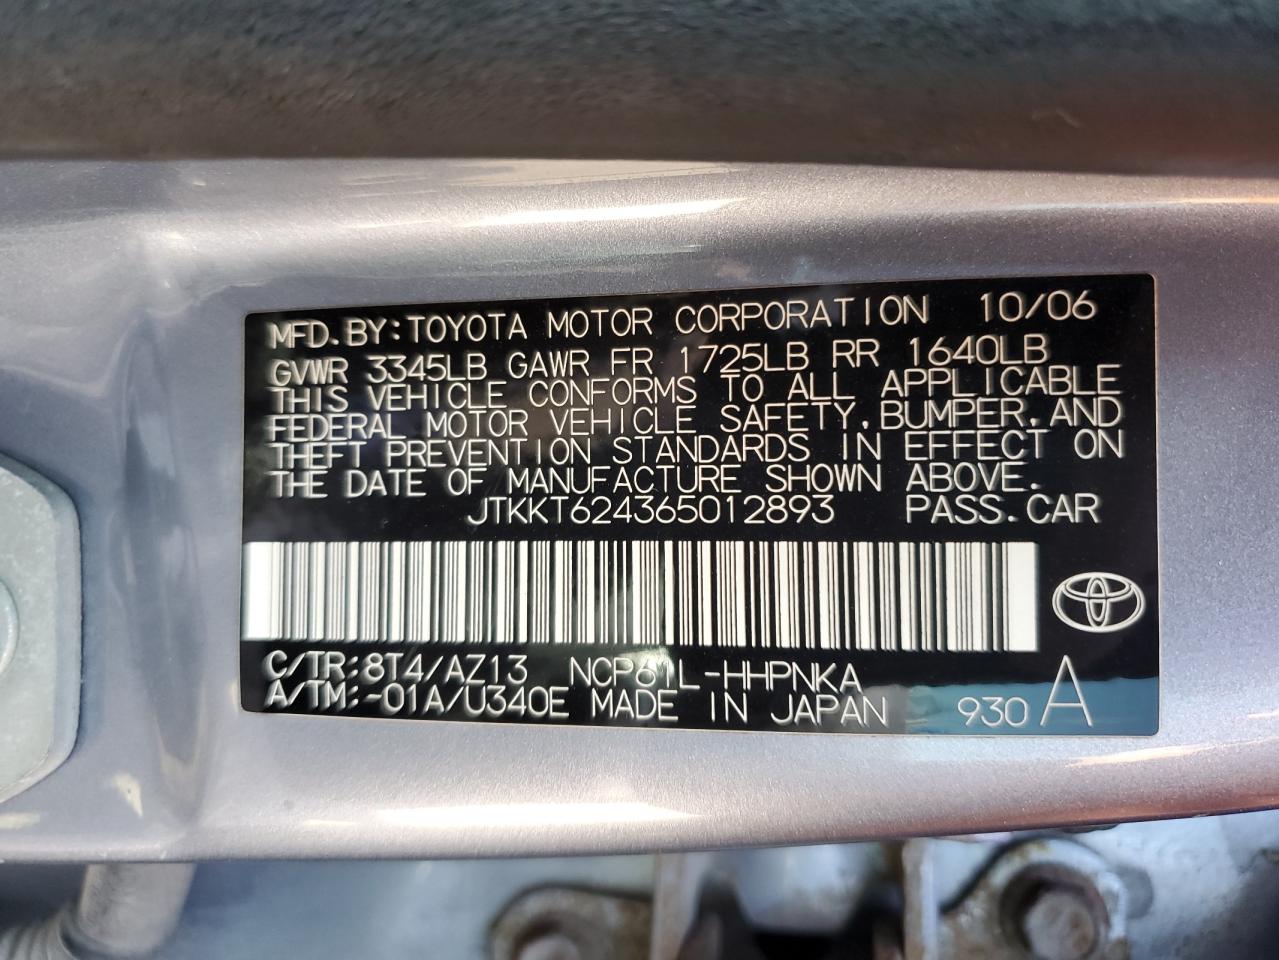 MFD.BY:TOYOTA MOTOR CORPORATION 10/06
GVWR 3345LB GAWR FR 1725LB RR 1640LB
THIS VEHICLE CONFORMS TO ALL APPLICABLE
FEDERAL MOTOR VEHICLE SAFETY,BUMPER,AND
THEFT PREVENTION STANDARDS IN EFFECT ON
THE DATE OF MANUFACTURE SHOWN ABOVE.
JTKKT624365012893 PASS.CAR
C/TR:8T4/AZ13 NCP61L-HHPNKA
A/TM:-01A/U340E MADE IN JAPAN 930 A